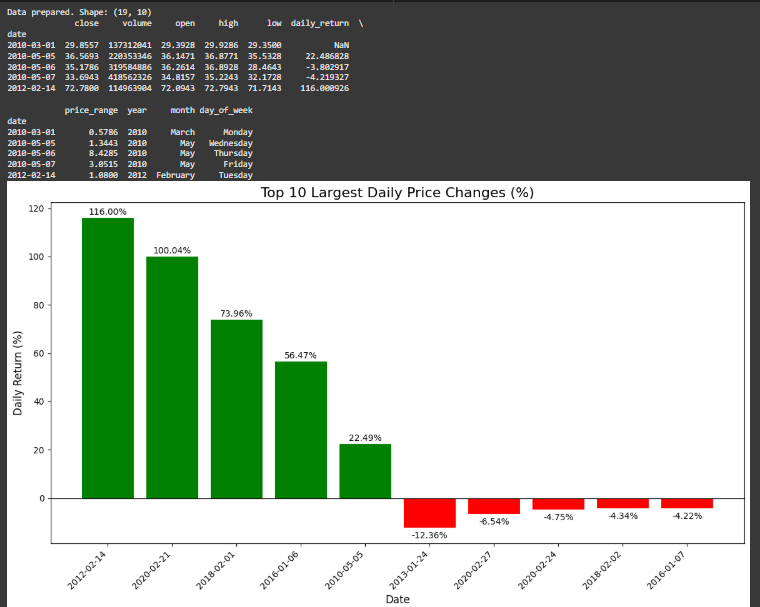 Data prepared. Shape: (19, 10)
close volume open high low daily_return \
date
2010-03-01 29.8557 137312041 29.3928 29.9286 29.3500 NaN
2010-05-05 36.5693 220353346 36.1471 36.8771 35.5328 22.486828
2010-05-06 35.1786 319584886 36.2614 36.8928 28.4643 -3.802917
2010-05-07 33.6943 418562326 34.8157 35.2243 32.1728 -4.219327
2012-02-14 72.7800 114963904 72.0943 72.7943 71.7143 116.000926
price_range year month day_of_week
date
2010-03-01 0.5786 2010 March Monday
2010-05-05 1.3443 2010 May Wednesday
2010-05-06 8.4285 2010 May Thursday
2010-05-07 3.0515 2010 May Friday
2012-02-14 1.0800 2012 February Tuesday
Top 10 Largest Daily Price Changes (%)
Daily Return (%)
120
100
80
60
40
20
0
116.00%
100.04%
73.96%
56.47%
22.49%
-12.36%
-6.54%
-4.75%
-4.34%
-4.22%
2012-02-14
2020-02-21
2018-02-01
2016-01-06
2010-05-05
2013-01-24
2020-02-27
2020-02-24
2018-02-02
2016-01-07
Date